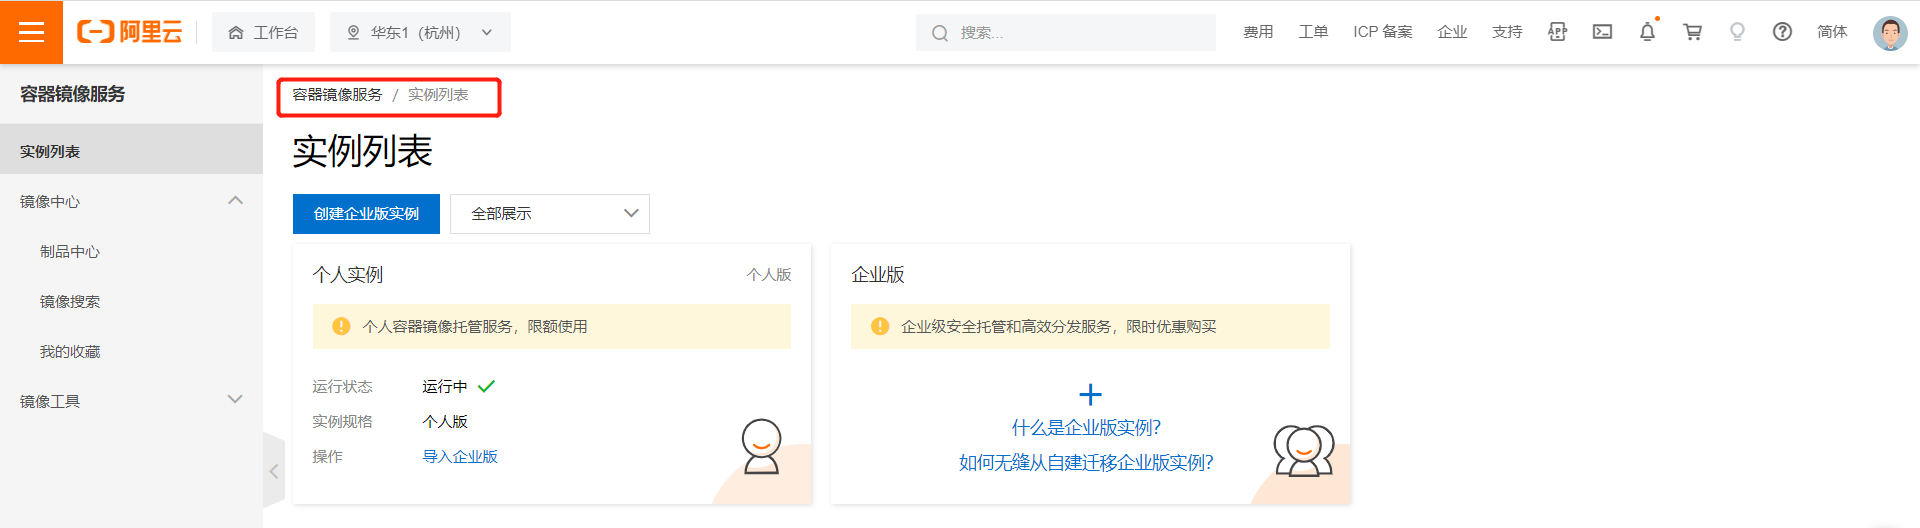 阿里云
工作台
华东1（杭州）
搜索...
费用
工单
ICP 备案
企业
支持
APP
简体
容器镜像服务
实例列表
镜像中心
制品中心
镜像搜索
我的收藏
镜像工具
容器镜像服务 / 实例列表
实例列表
创建企业版实例
全部展示
个人实例
个人版
个人容器镜像托管服务，限额使用
运行状态 运行中
实例规格 个人版
操作 导入企业版
企业版
企业级安全托管和高效分发服务，限时优惠购买
什么是企业版实例?
如何无缝从自建迁移企业版实例?